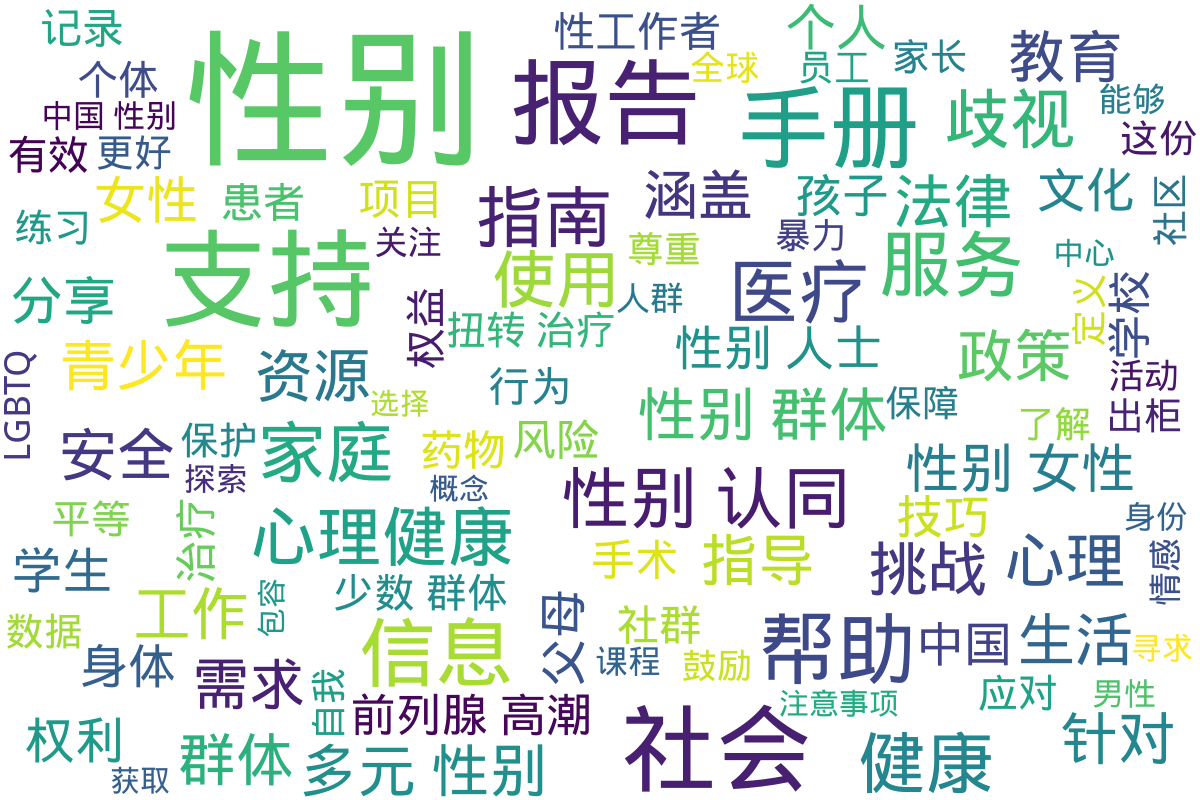 记录
性工作者
个人
性别
报告
全球
员工
家长
教育
个体
手册
歧视
能够
中国 性别
这份
有效
更好
女性
患者
项目
指南
涵盖
孩子
法律
文化
社区
练习
支持
关注
尊重
暴力
服务
中心
分享
使用
医疗
定义
学校
权益
人群
扭转 治疗
性别 人士
政策
青少年
资源
行为
活动
LGBTQ
选择
性别 群体
保障
了解
出柜
安全
保护
家庭
药物
风险
探索
概念
性别 认同
性别 女性
平等
治疗
心理健康
技巧
身份
学生
手术
指导
挑战
心理
情感
包容
少数 群体
数据
工作
信息
父母
社群
帮助
中国
生活
寻求
身体
需求
课程
鼓励
自我
前列腺 高潮
注意事项
应对
男性
权利
群体
多元 性别
社会
健康
针对
获取